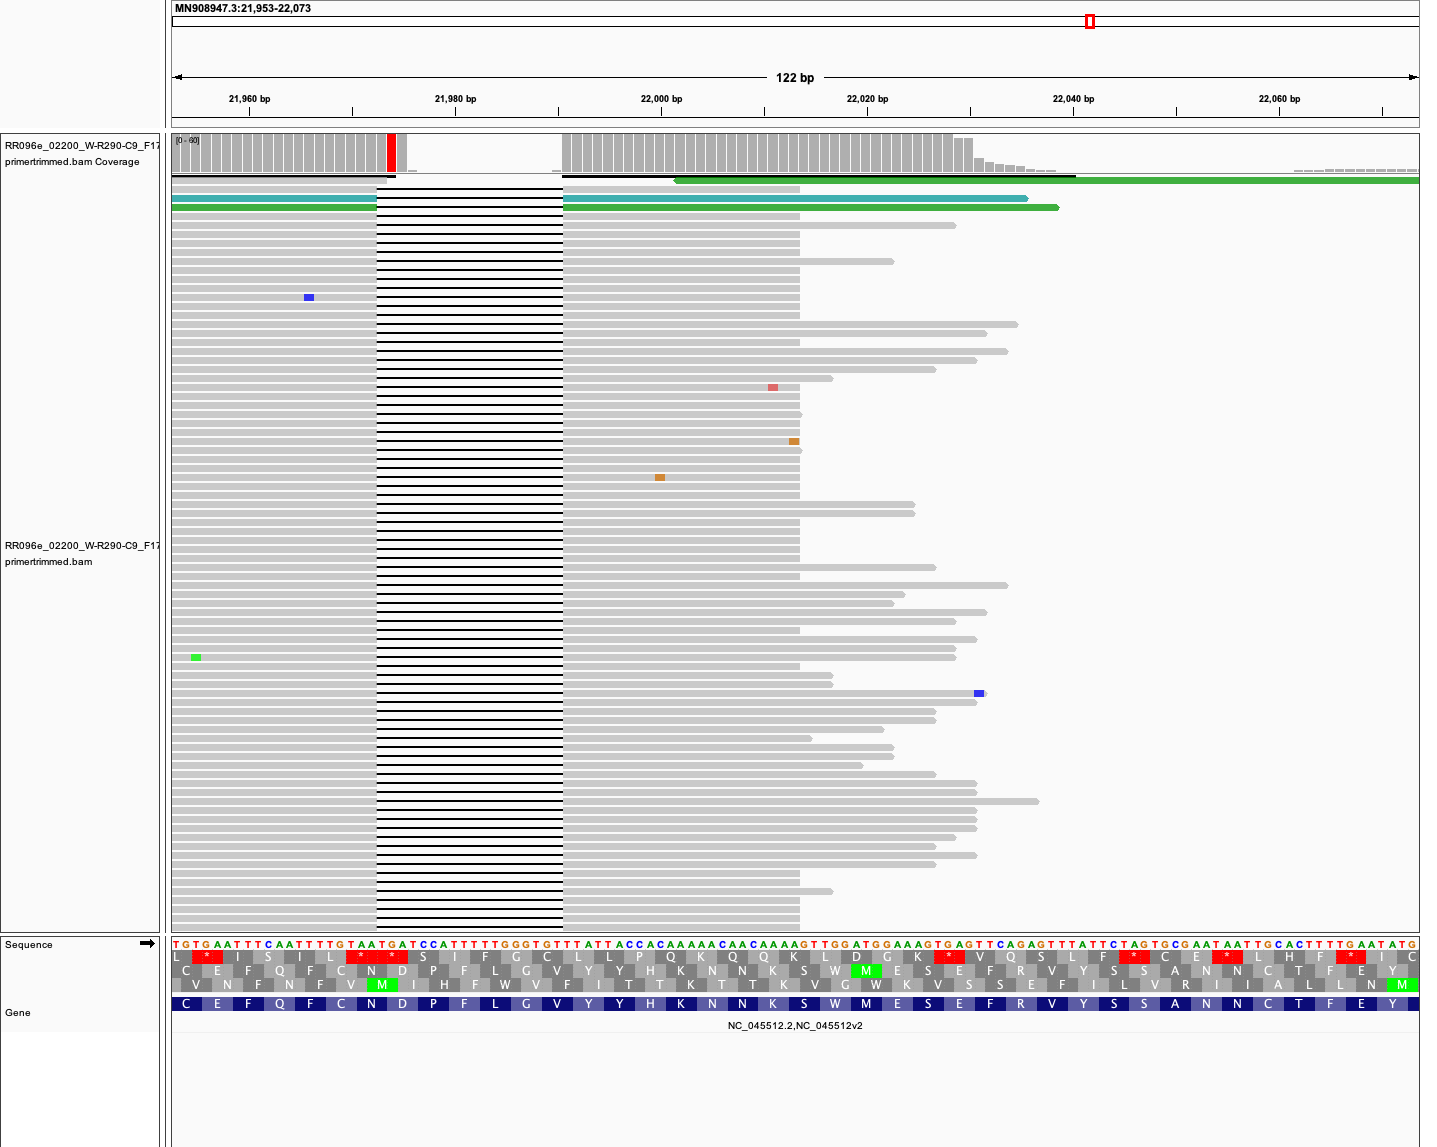 MN908947.3:21,953-22,073
122 bp
21,960 bp 21,980 bp 22,000 bp 22,020 bp 22,040 bp 22,060 bp
RR096e_02200_W-R290-C9_F17
primertrimmed.bam Coverage
[0 - 60]
RR096e_02200_W-R290-C9_F17
primertrimmed.bam
Sequence
TGTGAATTTCAATTTTGTAATGATCCATTTTTGGGTGTTTATTACCACAAAAACAACAAAAGTTGGATGGAAAGTGAGTTCAGAGTTTATTCTAGTGCGAATAATTGCACTTTTGAATATG
L * I S I L * * S I F G C L L P Q K Q Q K L D G K * V Q S L F * C E * L H F * I C
C E F Q F C N D P F L G V Y Y H K N N K S W M E S E F R V Y S S A N N C T F E Y
V N F N F V M I H F W V F I T T K T T K V G W K V S S E F I L V R I I A L L N M
Gene
C E F Q F C N D P F L G V Y Y H K N N K S W M E S E F R V Y S S A N N C T F E Y
NC_045512.2,NC_045512v2